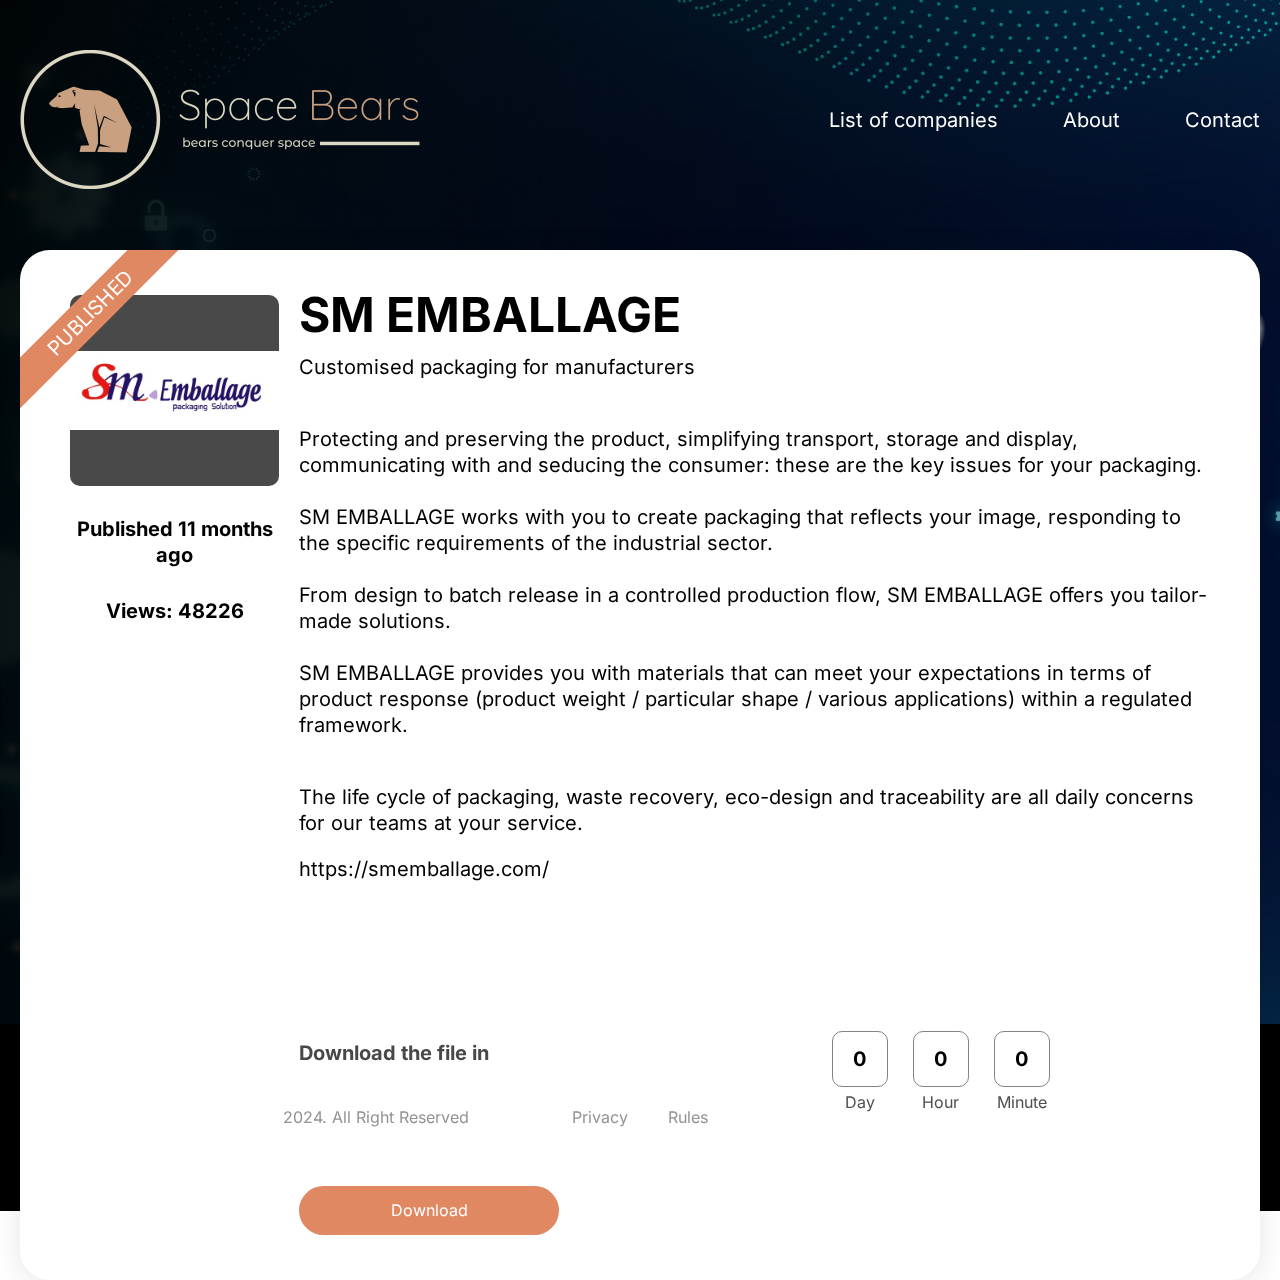 Space Bears
bears conquer space
List of companies
About
Contact
PUBLISHED
Sm Emballage
packaging Solution
Published 11 months
ago
Views: 48226
SM EMBALLAGE
Customised packaging for manufacturers
Protecting and preserving the product, simplifying transport, storage and display,
communicating with and seducing the consumer: these are the key issues for your packaging.
SM EMBALLAGE works with you to create packaging that reflects your image, responding to
the specific requirements of the industrial sector.
From design to batch release in a controlled production flow, SM EMBALLAGE offers you tailor-
made solutions.
SM EMBALLAGE provides you with materials that can meet your expectations in terms of
product response (product weight / particular shape / various applications) within a regulated
framework.
The life cycle of packaging, waste recovery, eco-design and traceability are all daily concerns
for our teams at your service.
https://smemballage.com/
Download the file in
0
0
0
Day
Hour
Minute
2024. All Right Reserved
Privacy
Rules
Download